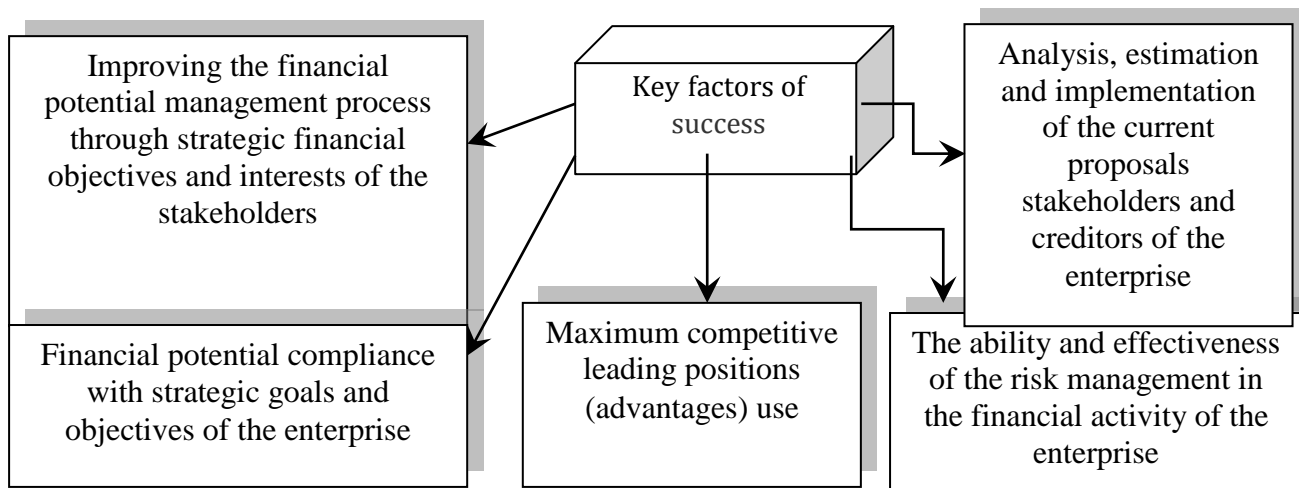 Improving the financial
potential management process
through strategic financial
objectives and interests of the
stakeholders
Key factors of
success
Analysis, estimation
and implementation
of the current
proposals
stakeholders and
creditors of the
enterprise
Financial potential compliance
with strategic goals and
objectives of the enterprise
Maximum competitive
leading positions
(advantages) use
The ability and effectiveness
of the risk management in
the financial activity of the
enterprise